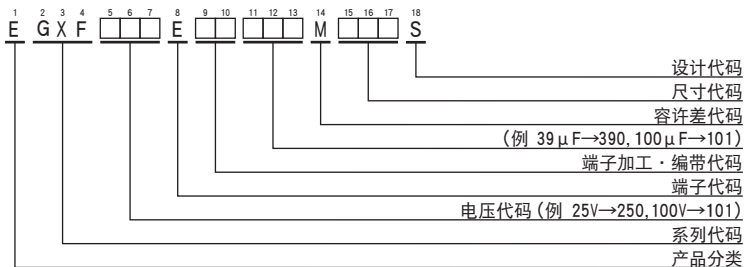 1 2 3 4 5 6 7 8 9 10 11 12 13 14 15 16 17 18
E GXF □□□ E □□ □□□ M □□□ S
设计代码
尺寸代码
容许差代码
(例 39μF→390, 100μF→101)
端子加工・编带代码
端子代码
电压代码(例 25V→250, 100V→101)
系列代码
产品分类